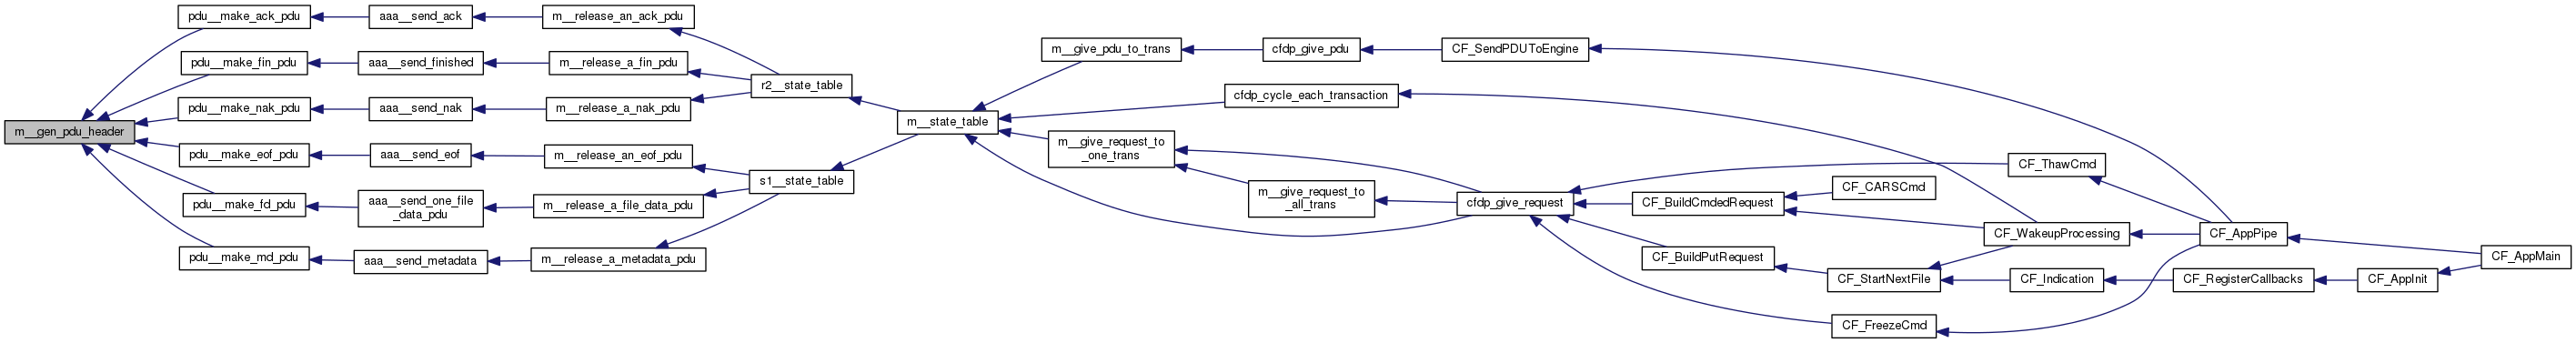 m__gen_pdu_header
pdu__make_ack_pdu
aaa__send_ack
m__release_an_ack_pdu
pdu__make_fin_pdu
aaa__send_finished
m__release_a_fin_pdu
pdu__make_nak_pdu
aaa__send_nak
m__release_a_nak_pdu
pdu__make_eof_pdu
aaa__send_eof
m__release_an_eof_pdu
pdu__make_fd_pdu
aaa__send_one_file
_data_pdu
m__release_a_file_data_pdu
pdu__make_md_pdu
aaa__send_metadata
m__release_a_metadata_pdu
r2__state_table
s1__state_table
m__state_table
m__give_pdu_to_trans
cfdp_give_pdu
CF_SendPDUToEngine
cfdp_cycle_each_transaction
m__give_request_to
_one_trans
m__give_request_to
_all_trans
cfdp_give_request
CF_ThawCmd
CF_BuildCmdedRequest
CF_CARSCmd
CF_BuildPutRequest
CF_StartNextFile
CF_WakeupProcessing
CF_Indication
CF_RegisterCallbacks
CF_AppInit
CF_FreezeCmd
CF_AppPipe
CF_AppMain